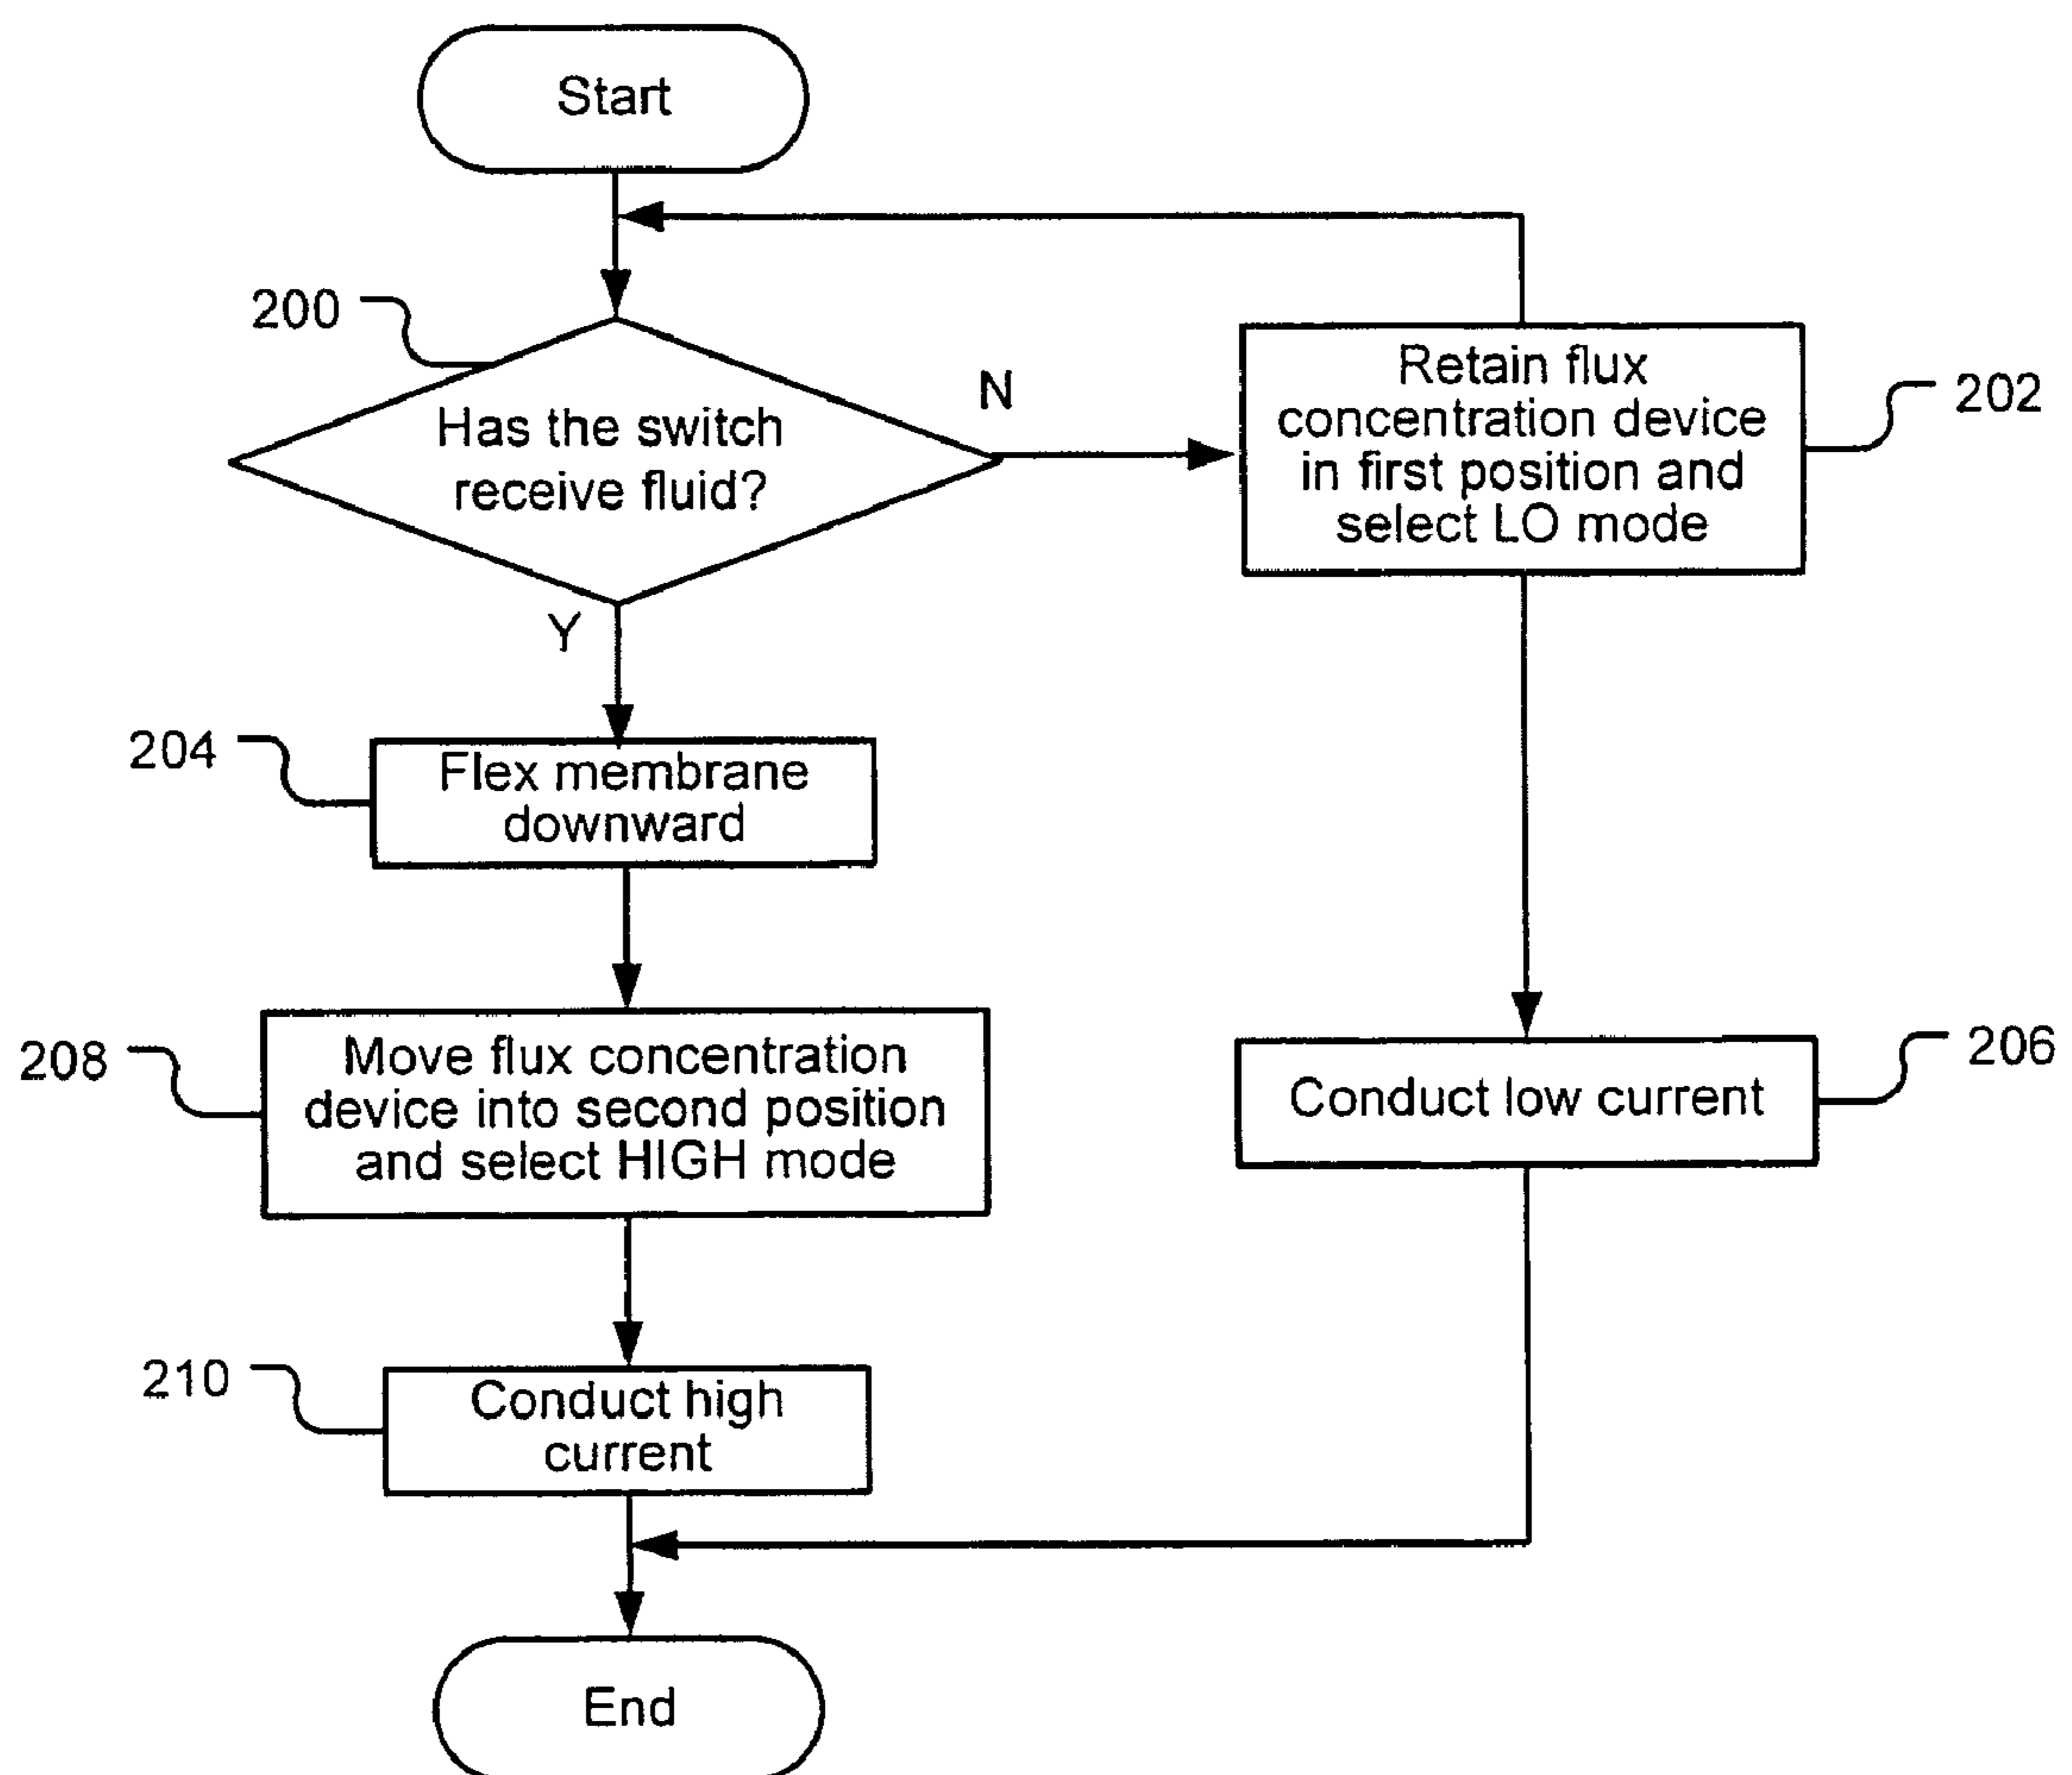 Start
200
Has the switch
receive fluid?
N
Retain flux
concentration device
in first position and
select LO mode
202
Y
204
Flex membrane
downward
208
Move flux concentration
device into second position
and select HIGH mode
Conduct low current
206
210
Conduct high
current
End